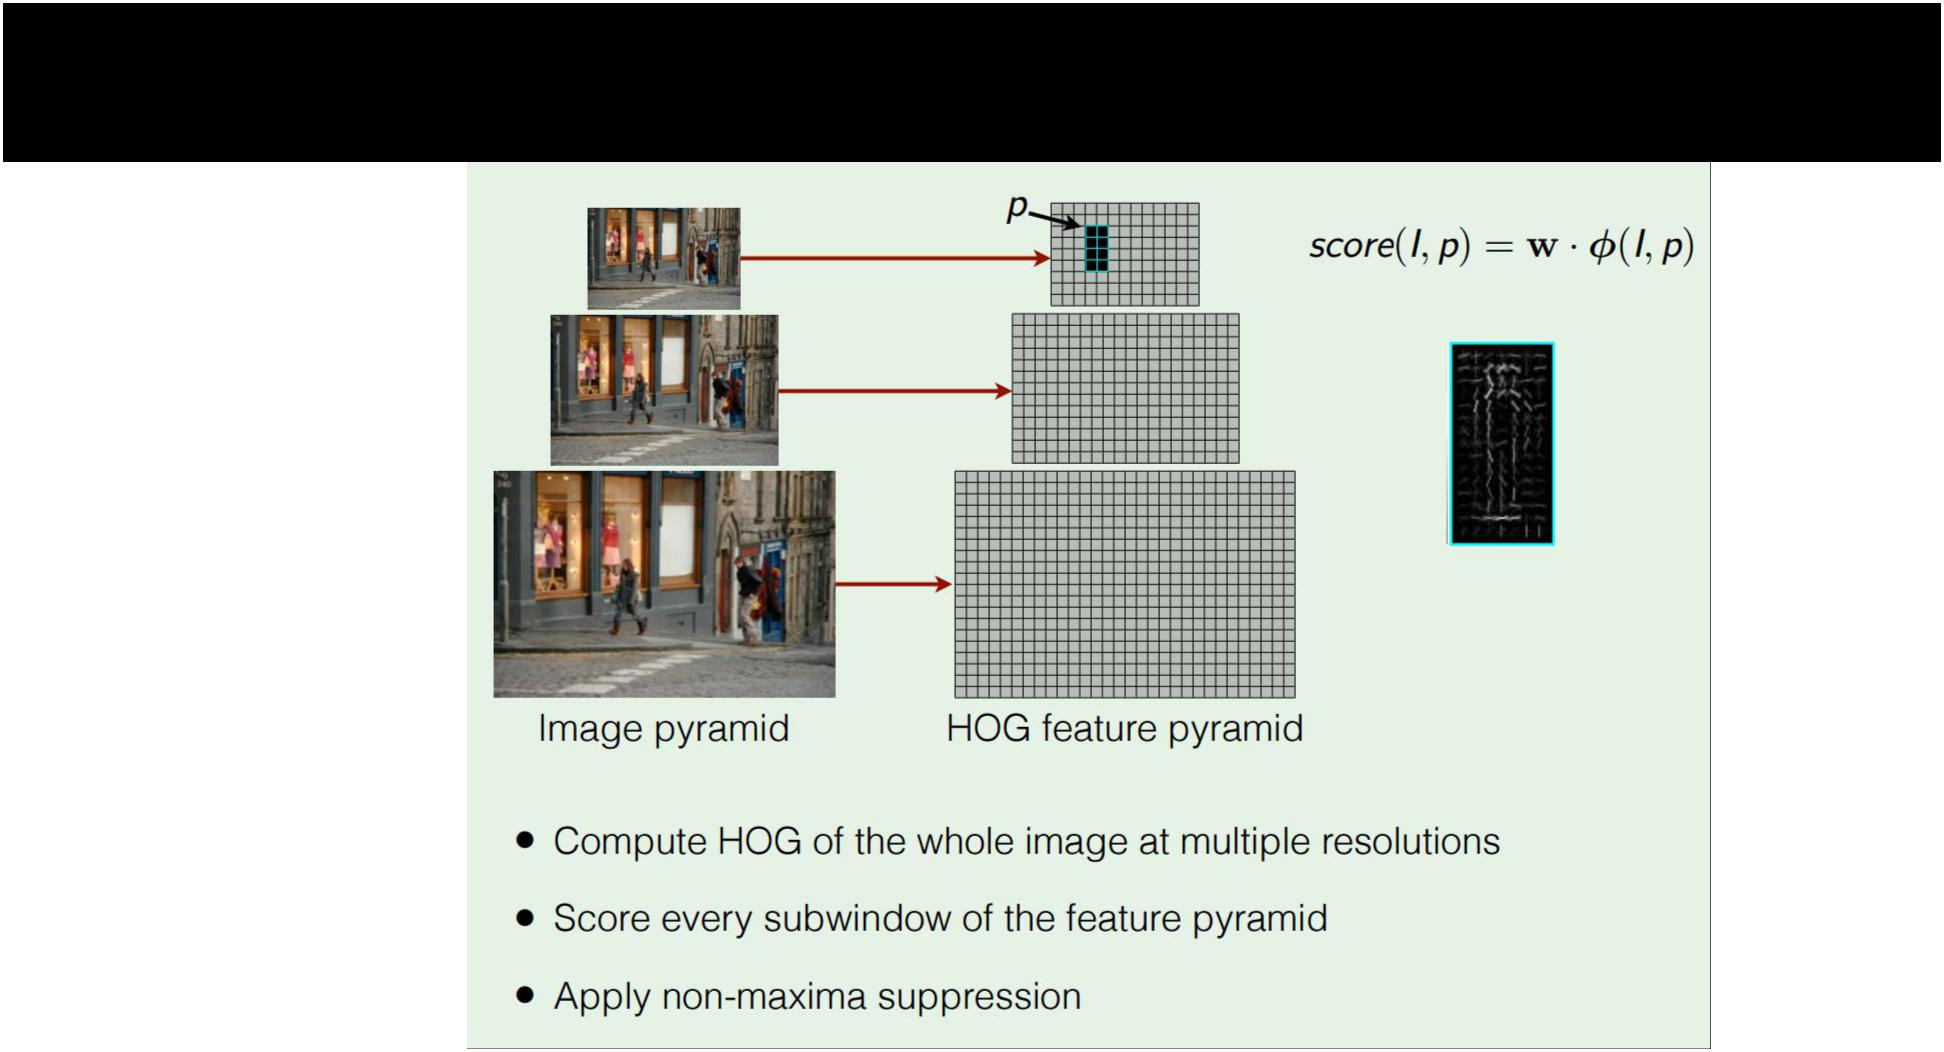 p
score(I, p) = w · ϕ(I, p)
Image pyramid
HOG feature pyramid
● Compute HOG of the whole image at multiple resolutions
● Score every subwindow of the feature pyramid
● Apply non-maxima suppression